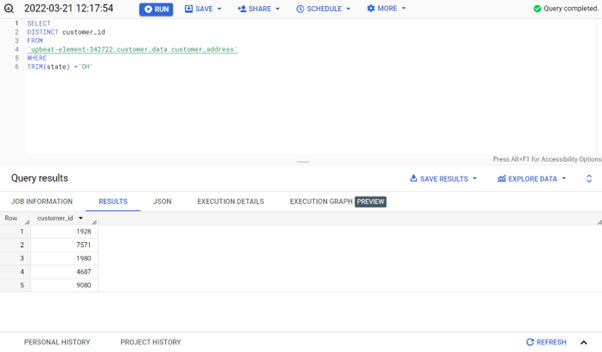 2022-03-21 12:17:54 RUN SAVE SHARE SCHEDULE MORE Query completed.
1 SELECT
2 DISTINCT customer_id
3 FROM
4 `upbeat-element-342722.customer_data.customer_address`
5 WHERE
6 TRIM(state) ='OH'
Press Alt+F1 for Accessibility Options
Query results SAVE RESULTS EXPLORE DATA
JOB INFORMATION RESULTS JSON EXECUTION DETAILS EXECUTION GRAPH PREVIEW
Row customer_id
1 1928
2 7571
3 1980
4 4687
5 9080
PERSONAL HISTORY PROJECT HISTORY REFRESH